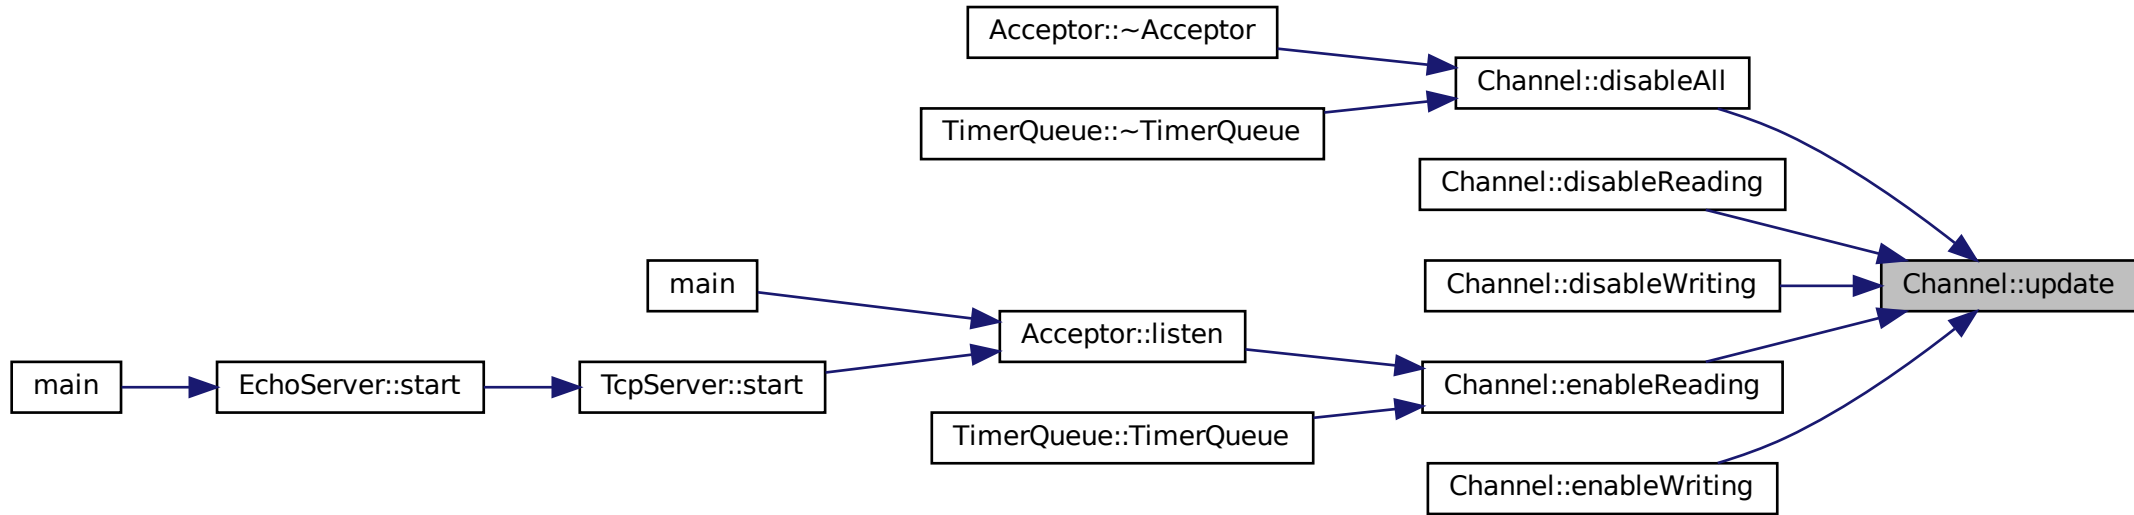 Acceptor::~Acceptor
Channel::disableAll
TimerQueue::~TimerQueue
Channel::disableReading
main
Channel::disableWriting
Channel::update
Acceptor::listen
main
EchoServer::start
TcpServer::start
Channel::enableReading
TimerQueue::TimerQueue
Channel::enableWriting